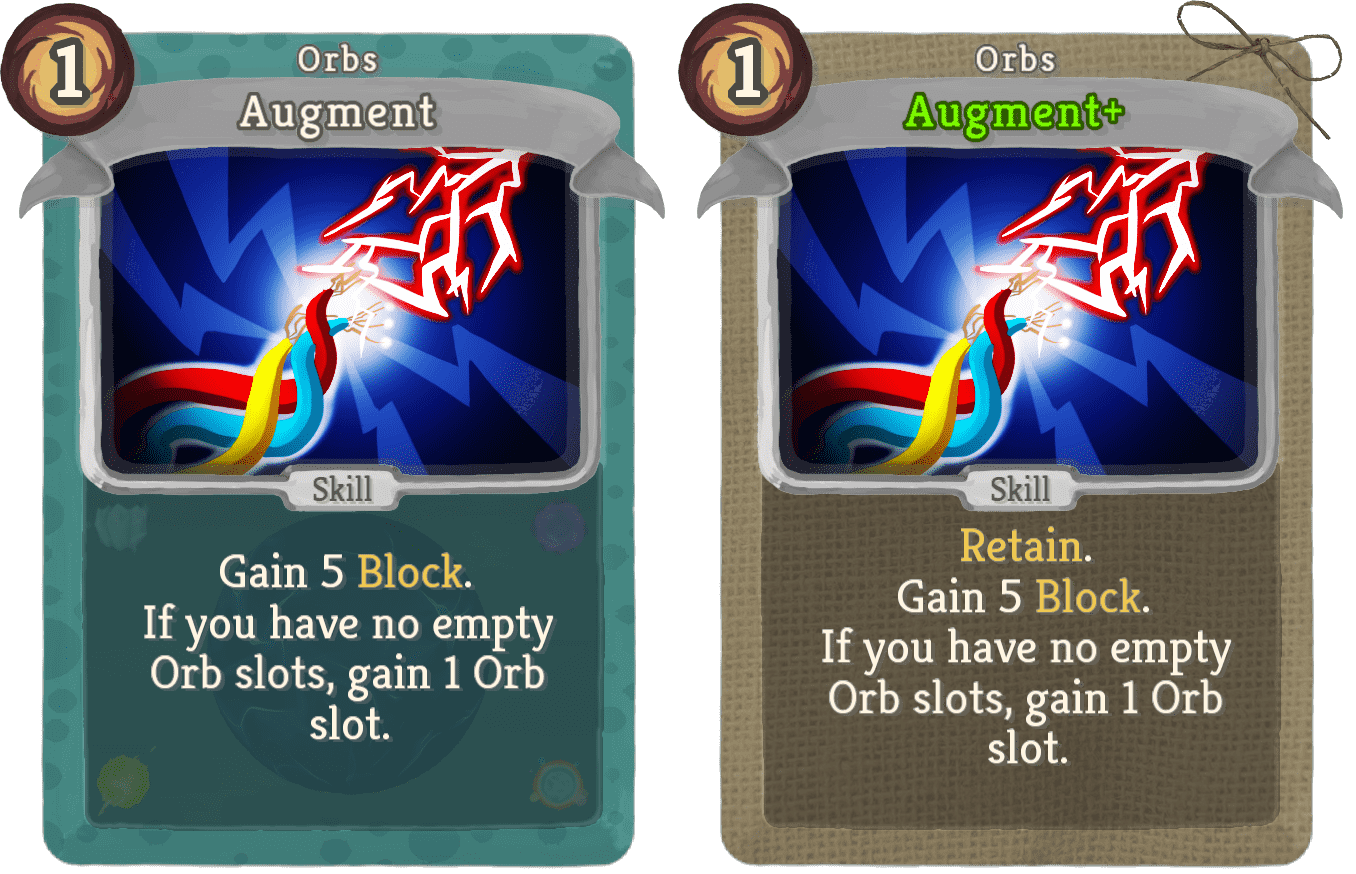 1
Orbs
Augment
Skill
Gain 5 Block.
If you have no empty
Orb slots, gain 1 Orb
slot.
1
Orbs
Augment+
Skill
Retain.
Gain 5 Block.
If you have no empty
Orb slots, gain 1 Orb
slot.